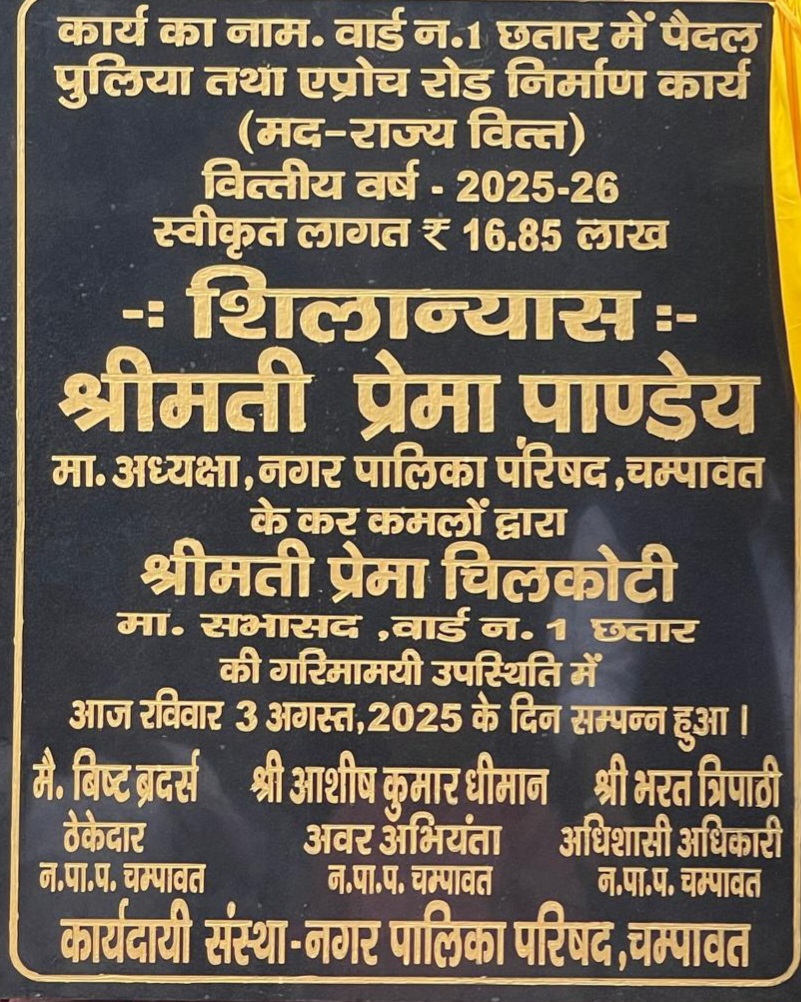 कार्य का नाम. वार्ड न.1 छतार में पैदल
पुलिया तथा एप्रोच रोड निर्माण कार्य
(मद-राज्य वित्त)
वित्तीय वर्ष - 2025-26
स्वीकृत लागत ₹ 16.85 लाख
-: शिलान्यास :-
श्रीमती प्रेमा पाण्डेय
मा. अध्यक्षा,नगर पालिका परिषद,चम्पावत
के कर कमलों द्वारा
श्रीमती प्रेमा चिलकोटी
मा. सभासद ,वार्ड न. 1 छतार
की गरिमामयी उपस्थिति में
आज रविवार 3 अगस्त,2025 के दिन सम्पन्न हुआ।
मै. बिष्ट ब्रदर्स श्री आशीष कुमार धीमान श्री भरत त्रिपाठी
ठेकेदार अवर अभियंता अधिशासी अधिकारी
न.पा.प. चम्पावत न.पा.प. चम्पावत न.पा.प. चम्पावत
कार्यदायी संस्था-नगर पालिका परिषद,चम्पावत